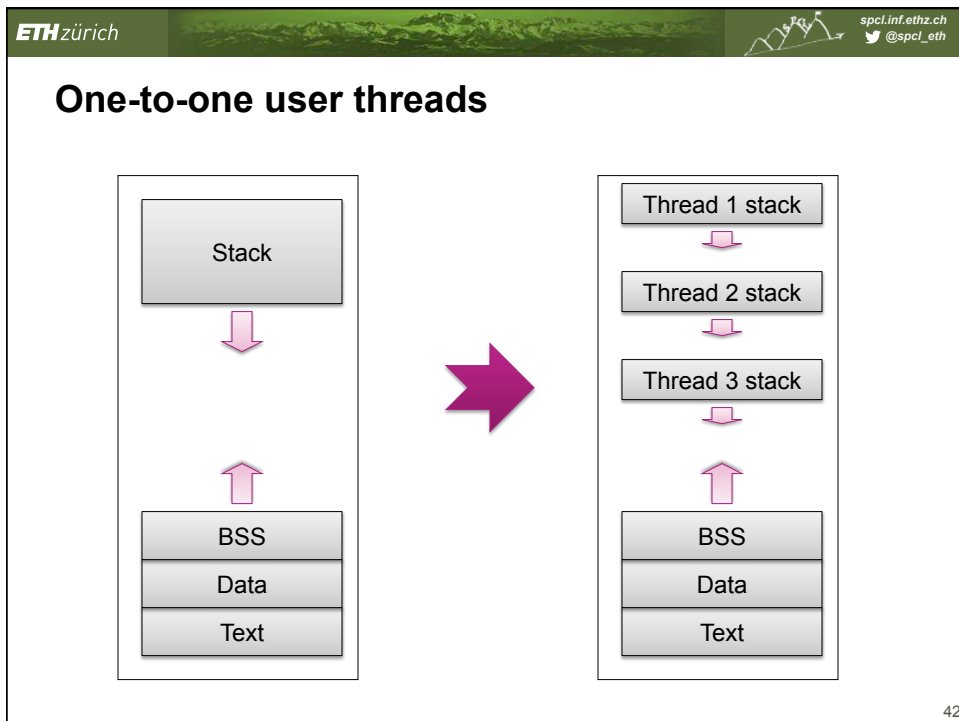 ETH zürich
spcl.inf.ethz.ch
@spcl_eth
One-to-one user threads
Stack
BSS
Data
Text
Thread 1 stack
Thread 2 stack
Thread 3 stack
BSS
Data
Text
42